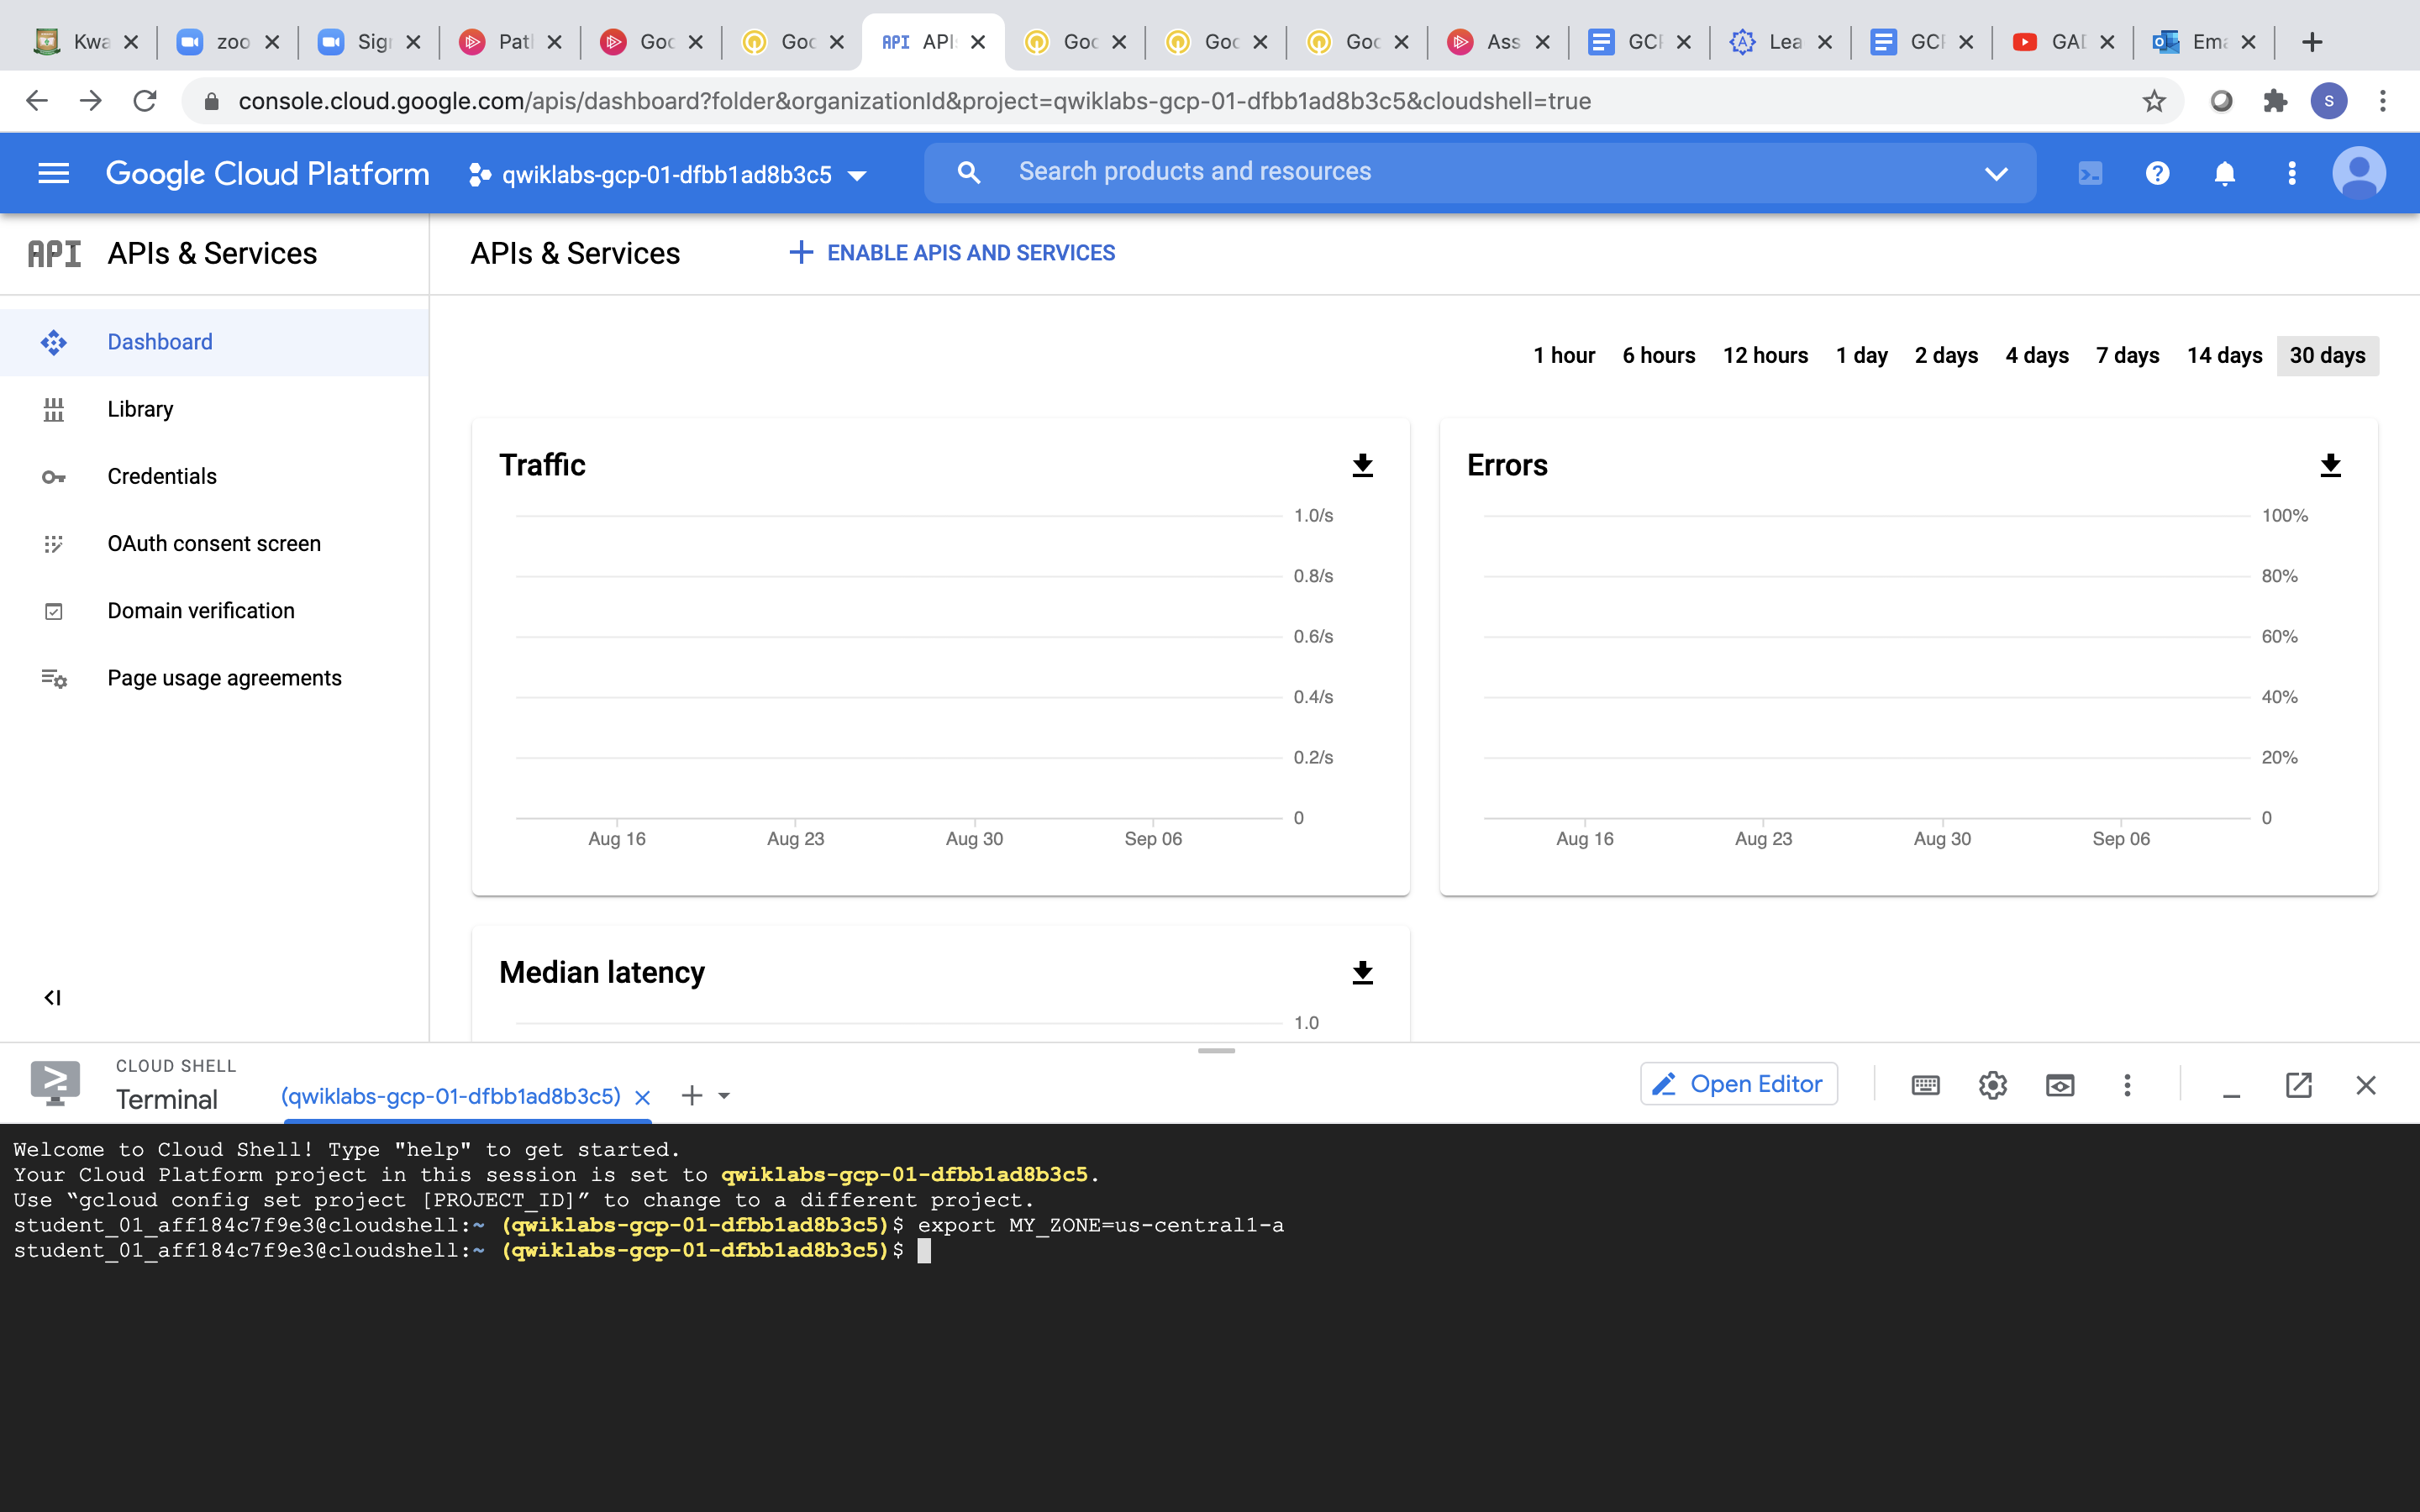 Kwa
zoo
Sig
Pat
Goo
Goo
API API
Goo
Goo
Goo
Ass
GC
Lea
GC
GA
Ema
console.cloud.google.com/apis/dashboard?folder&organizationId&project=qwiklabs-gcp-01-dfbb1ad8b3c5&cloudshell=true
S
Google Cloud Platform
qwiklabs-gcp-01-dfbb1ad8b3c5
Search products and resources
API APIs & Services
APIs & Services
ENABLE APIS AND SERVICES
Dashboard
Library
Credentials
OAuth consent screen
Domain verification
Page usage agreements
1 hour 6 hours 12 hours 1 day 2 days 4 days 7 days 14 days 30 days
Traffic
1.0/s
0.8/s
0.6/s
0.4/s
0.2/s
0
Aug 16 Aug 23 Aug 30 Sep 06
Errors
100%
80%
60%
40%
20%
0
Aug 16 Aug 23 Aug 30 Sep 06
Median latency
1.0
CLOUD SHELL
Terminal
(qwiklabs-gcp-01-dfbb1ad8b3c5)
Open Editor
Welcome to Cloud Shell! Type "help" to get started.
Your Cloud Platform project in this session is set to qwiklabs-gcp-01-dfbb1ad8b3c5.
Use “gcloud config set project [PROJECT_ID]” to change to a different project.
student_01_aff184c7f9e3@cloudshell:~ (qwiklabs-gcp-01-dfbb1ad8b3c5)$ export MY_ZONE=us-central1-a
student_01_aff184c7f9e3@cloudshell:~ (qwiklabs-gcp-01-dfbb1ad8b3c5)$